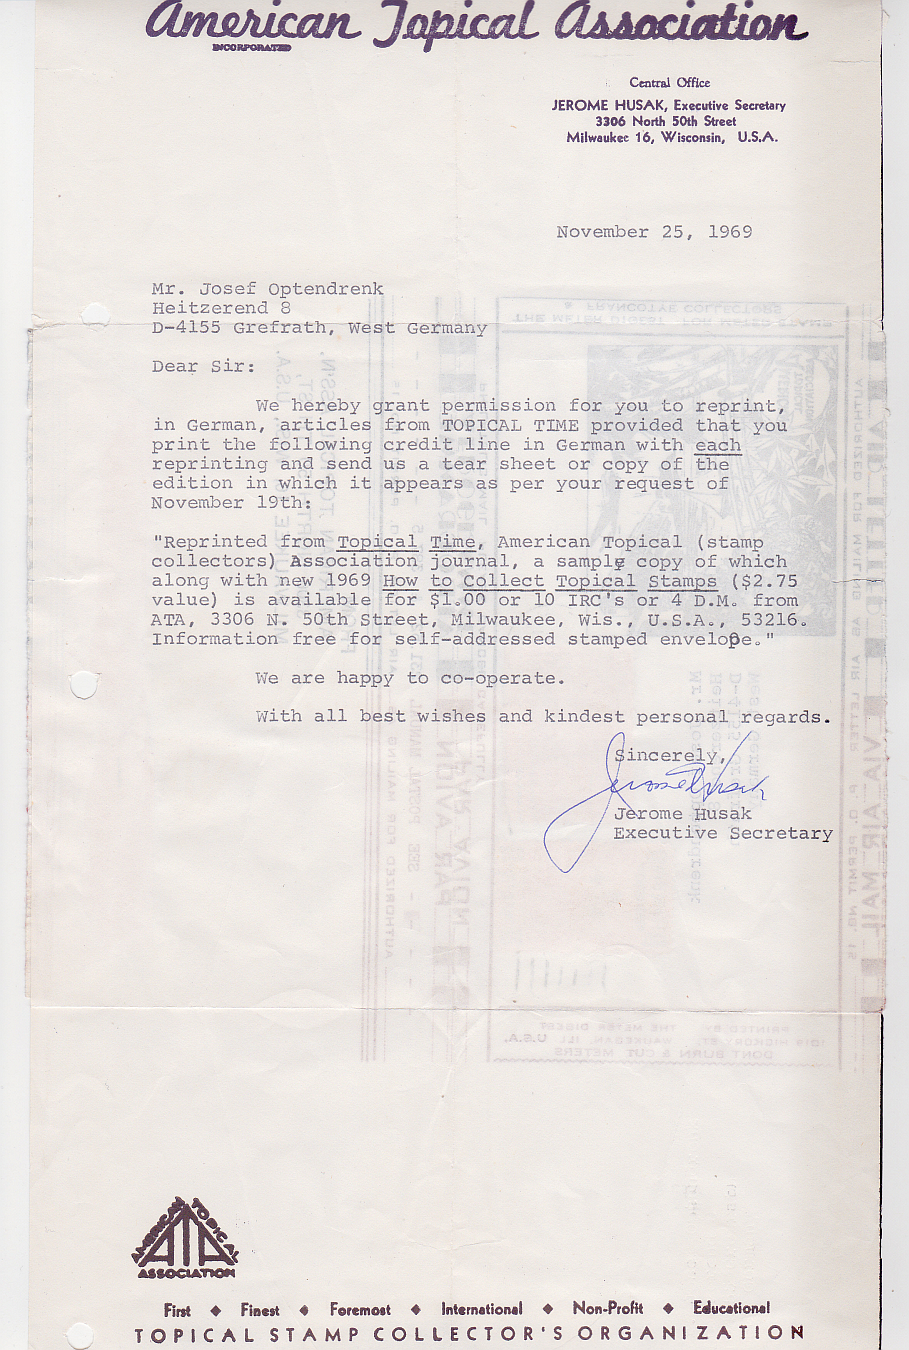 American Topical Association
INCORPORATED
Central Office
JEROME HUSAK, Executive Secretary
3306 North 50th Street
Milwaukee 16, Wisconsin, U.S.A.
November 25, 1969
Mr. Josef Optendrenk
Heitzerend 8
D-4155 Grefrath, West Germany
Dear Sir:
We hereby grant permission for you to reprint,
in German, articles from TOPICAL TIME provided that you
print the following credit line in German with each
reprinting and send us a tear sheet or copy of the
edition in which it appears as per your request of
November 19th:
"Reprinted from Topical Time, American Topical (stamp
collectors) Association journal, a sample copy of which
along with new 1969 How to Collect Topical Stamps ($2.75
value) is available for $1.00 or 10 IRC's or 4 D.M. from
ATA, 3306 N. 50th Street, Milwaukee, Wis., U.S.A., 53216.
Information free for self-addressed stamped envelope."
We are happy to co-operate.
With all best wishes and kindest personal regards.
Sincerely,
Jerome Husak
Jerome Husak
Executive Secretary
AMERICAN TOPICAL
ATA
ASSOCIATION
First ♦ Finest ♦ Foremost ♦ International ♦ Non-Profit ♦ Educational
TOPICAL STAMP COLLECTOR'S ORGANIZATION